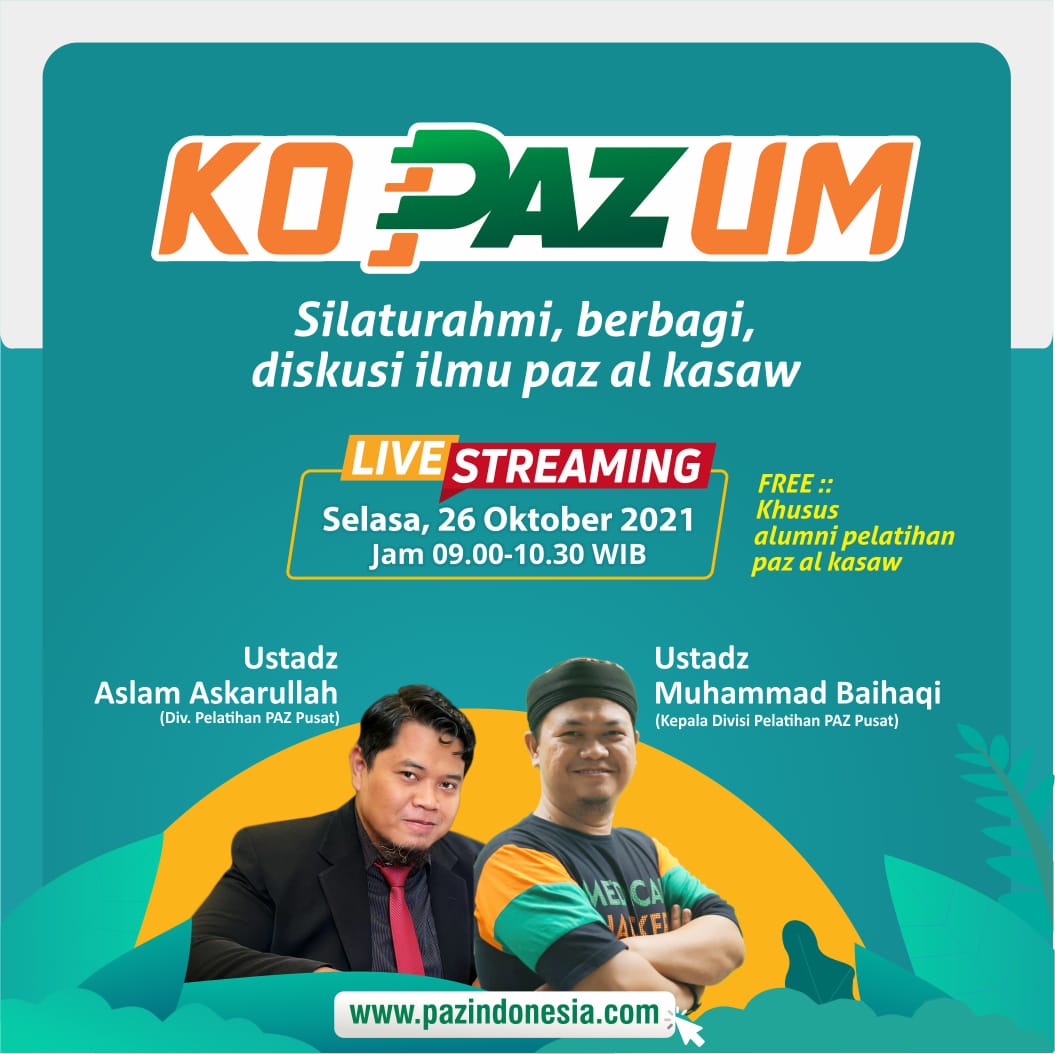 KO PAZUM
Silaturahmi, berbagi,
diskusi ilmu paz al kasaw
LIVE STREAMING
Selasa, 26 Oktober 2021
Jam 09.00-10.30 WIB
FREE ::
Khusus
alumni pelatihan
paz al kasaw
Ustadz
Aslam Askarullah
(Div. Pelatihan PAZ Pusat)
Ustadz
Muhammad Baihaqi
(Kepala Divisi Pelatihan PAZ Pusat)
www.pazindonesia.com